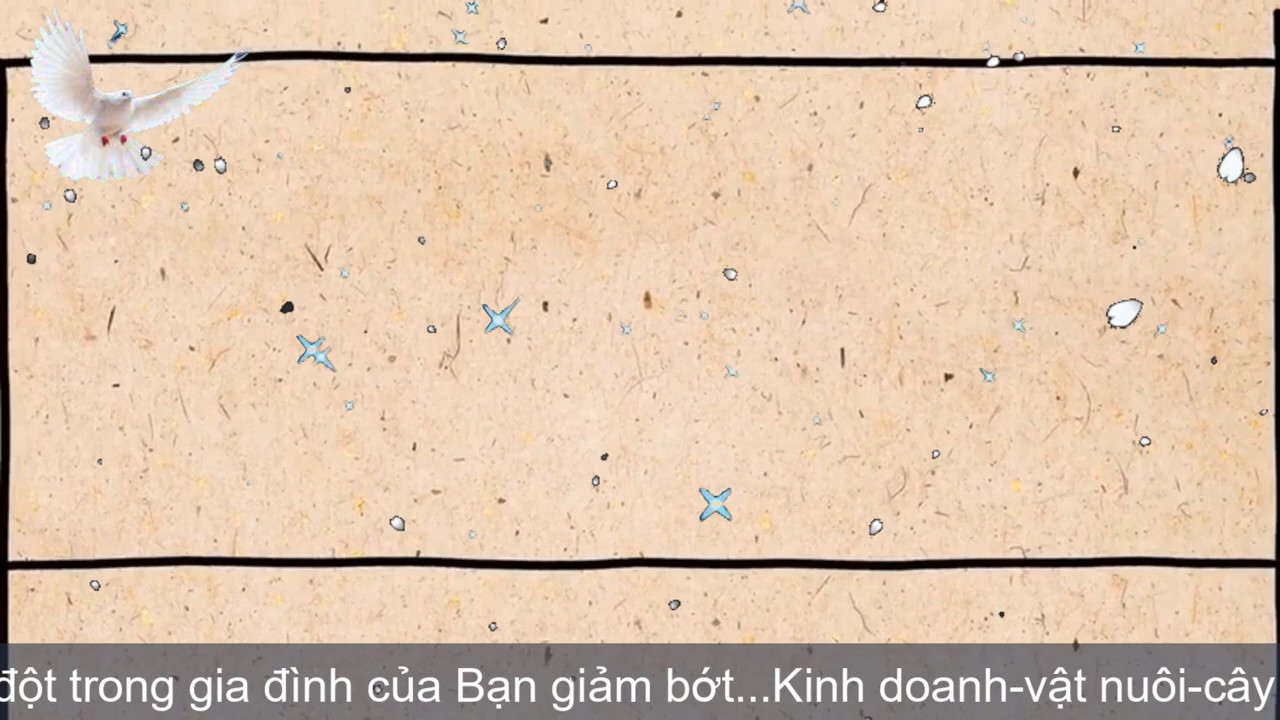 đột trong gia đình của Bạn giảm bớt...Kinh doanh-vật nuôi-cây